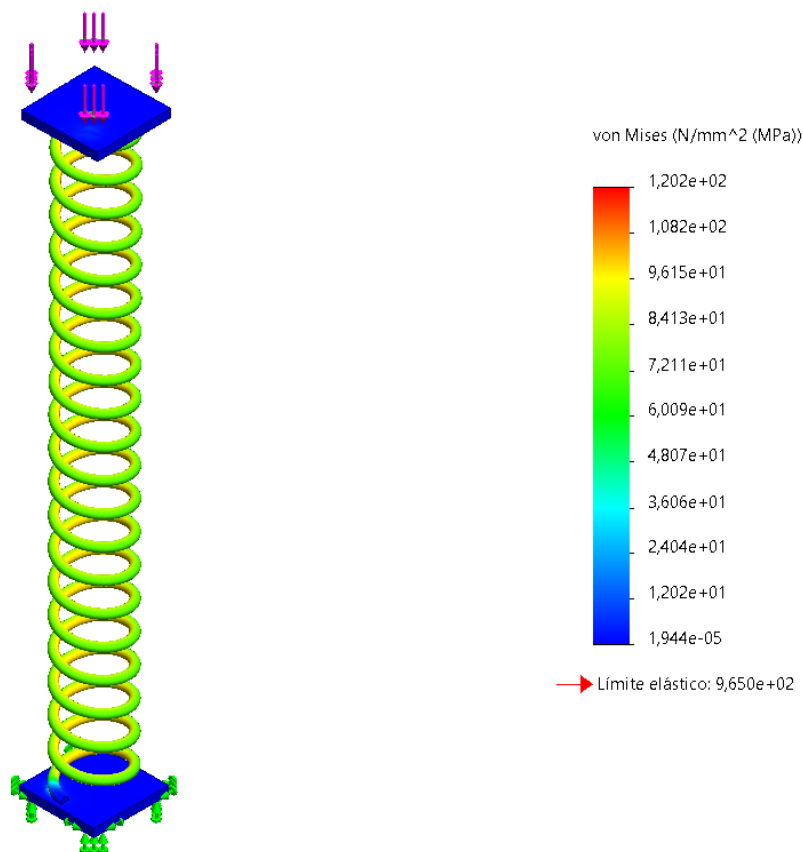 von Mises (N/mm^2 (MPa))
1,202e+02
1,082e+02
9,615e+01
8,413e+01
7,211e+01
6,009e+01
4,807e+01
3,606e+01
2,404e+01
1,202e+01
1,944e-05
Límite elástico: 9,650e+02